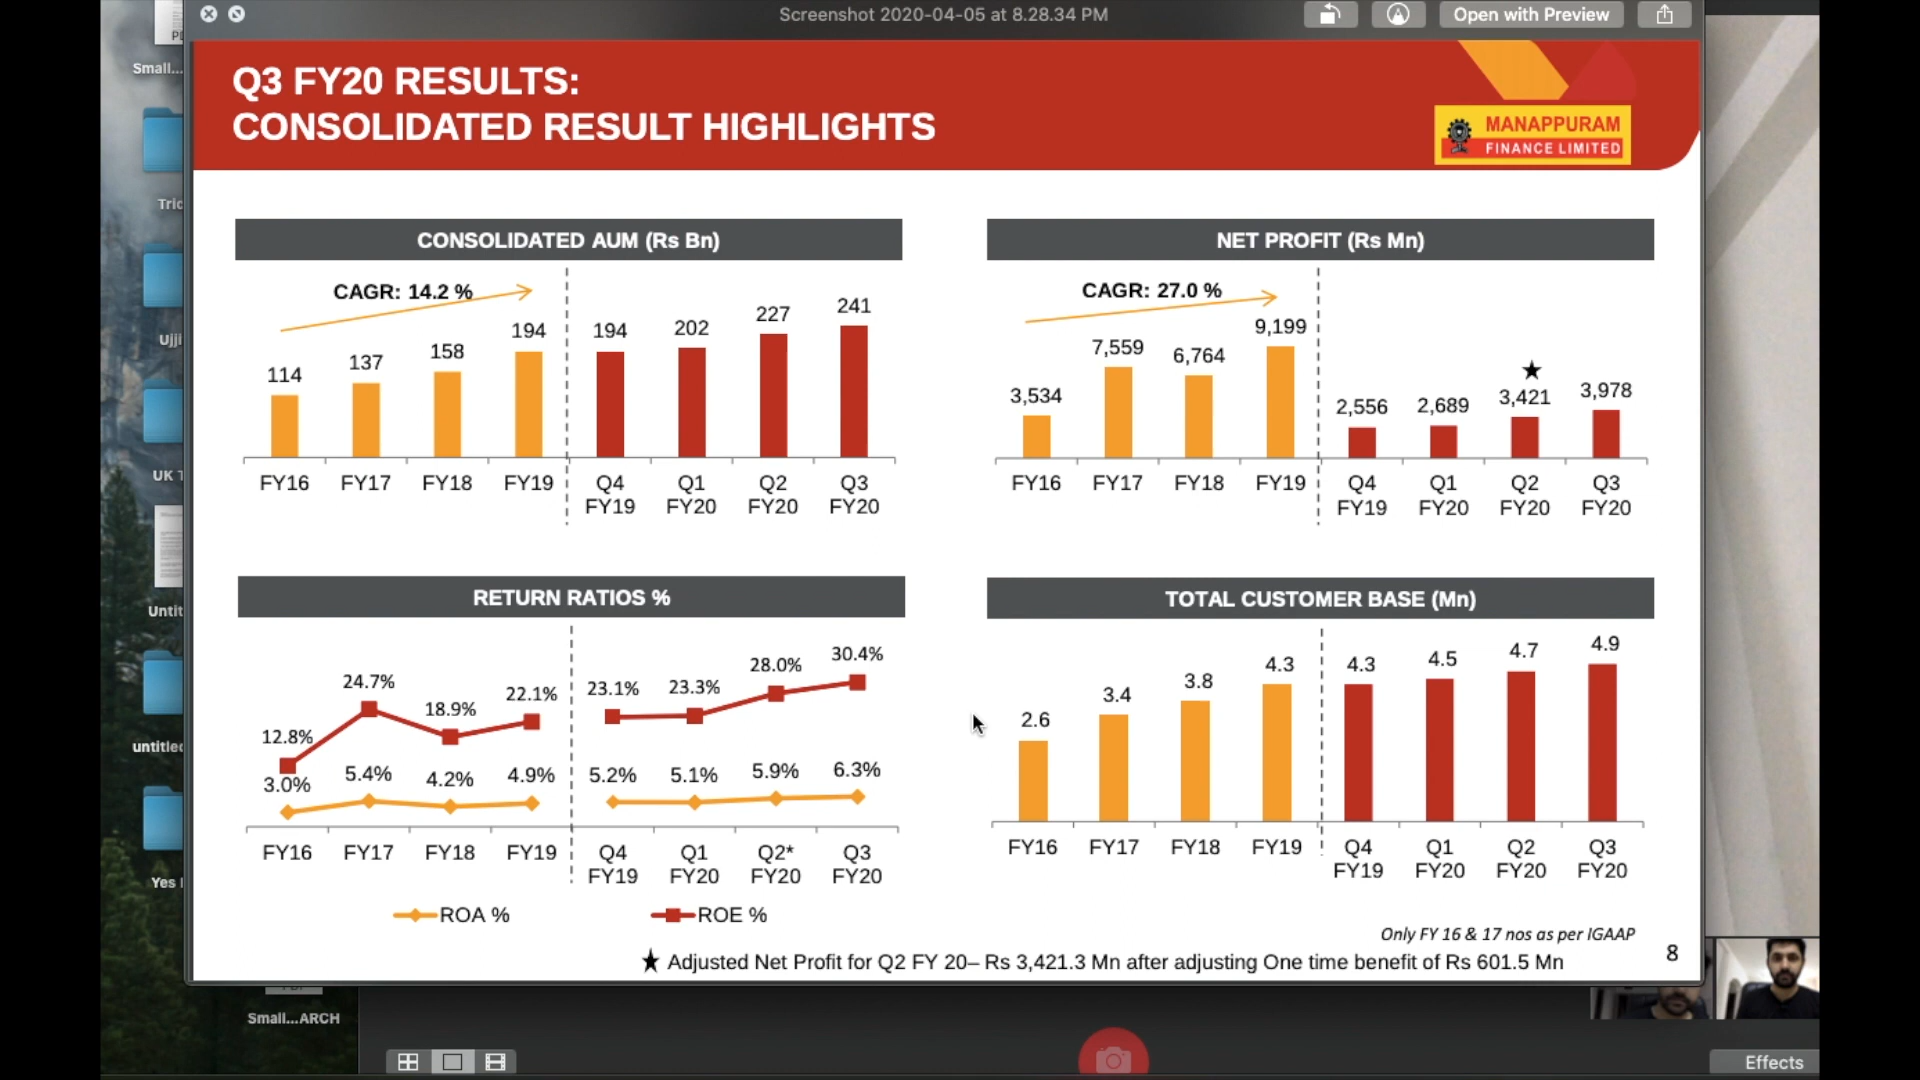 Screenshot 2020-04-05 at 8.28.34 PM
Open with Preview
Small...
Tric
Ujji
UK T
Untit
untitled
Yes
Small...ARCH
Q3 FY20 RESULTS:
CONSOLIDATED RESULT HIGHLIGHTS
MANAPPURAM
FINANCE LIMITED
CONSOLIDATED AUM (Rs Bn)
CAGR: 14.2 %
114 137 158 194 194 202 227 241
FY16 FY17 FY18 FY19 Q4 Q1 Q2 Q3
FY19 FY20 FY20 FY20
NET PROFIT (Rs Mn)
CAGR: 27.0 %
3,534 7,559 6,764 9,199 2,556 2,689 3,421 3,978
FY16 FY17 FY18 FY19 Q4 Q1 Q2 Q3
FY19 FY20 FY20 FY20
RETURN RATIOS %
12.8% 24.7% 18.9% 22.1% 23.1% 23.3% 28.0% 30.4%
3.0% 5.4% 4.2% 4.9% 5.2% 5.1% 5.9% 6.3%
FY16 FY17 FY18 FY19 Q4 Q1 Q2* Q3
FY19 FY20 FY20 FY20
ROA % ROE %
TOTAL CUSTOMER BASE (Mn)
2.6 3.4 3.8 4.3 4.3 4.5 4.7 4.9
FY16 FY17 FY18 FY19 Q4 Q1 Q2 Q3
FY19 FY20 FY20 FY20
Only FY 16 & 17 nos as per IGAAP
★ Adjusted Net Profit for Q2 FY 20– Rs 3,421.3 Mn after adjusting One time benefit of Rs 601.5 Mn
8
Effects